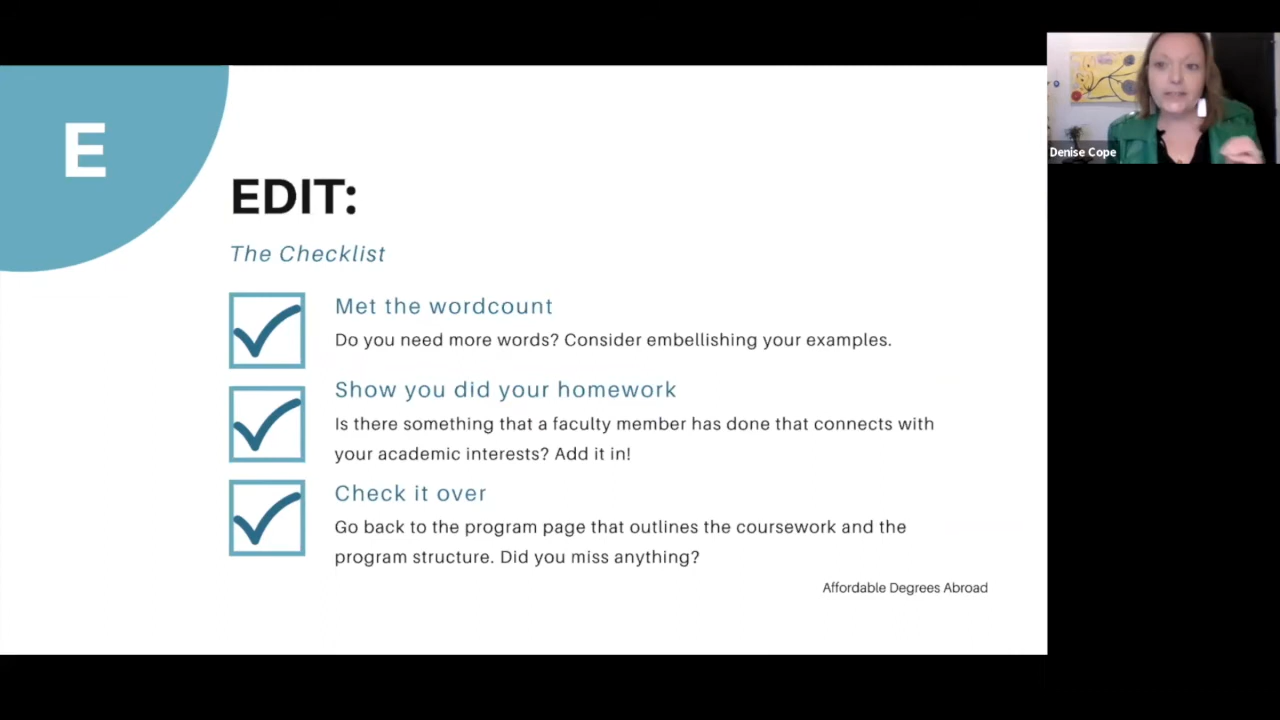 E
EDIT:
The Checklist
Met the wordcount
Do you need more words? Consider embellishing your examples.
Show you did your homework
Is there something that a faculty member has done that connects with
your academic interests? Add it in!
Check it over
Go back to the program page that outlines the coursework and the
program structure. Did you miss anything?
Affordable Degrees Abroad
Denise Cope